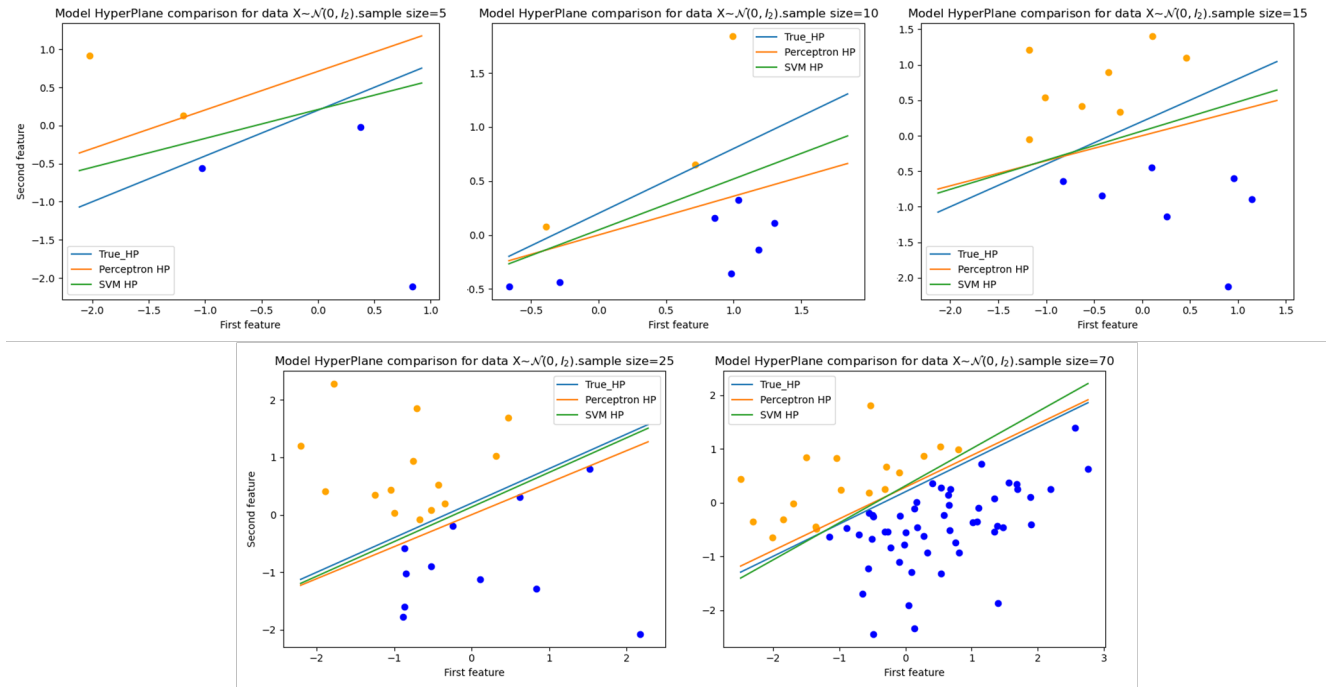 Model HyperPlane comparison for data X~𝒩(0, I₂).sample size=5
1.0
0.5
0.0
−0.5
−1.0
−1.5
−2.0
Second feature
True_HP
Perceptron HP
SVM HP
−2.0 −1.5 −1.0 −0.5 0.0 0.5 1.0
First feature
Model HyperPlane comparison for data X~𝒩(0, I₂).sample size=10
1.5
1.0
0.5
0.0
-0.5
True_HP
Perceptron HP
SVM HP
−0.5 0.0 0.5 1.0 1.5
First feature
Model HyperPlane comparison for data X~𝒩(0, I₂).sample size=15
1.5
1.0
0.5
0.0
0.5
1.0
1.5
2.0
True_HP
Perceptron HP
SVM HP
−2.0 −1.5 −1.0 −0.5 0.0 0.5 1.0 1.5
First feature
Model HyperPlane comparison for data X~𝒩(0, I₂).sample size=25
2
1
0
−1
−2
Second feature
True_HP
Perceptron HP
SVM HP
−2 −1 0 1 2
First feature
Model HyperPlane comparison for data X~𝒩(0, I₂).sample size=70
2
1
0
−1
−2
True_HP
Perceptron HP
SVM HP
−2 −1 0 1 2 3
First feature